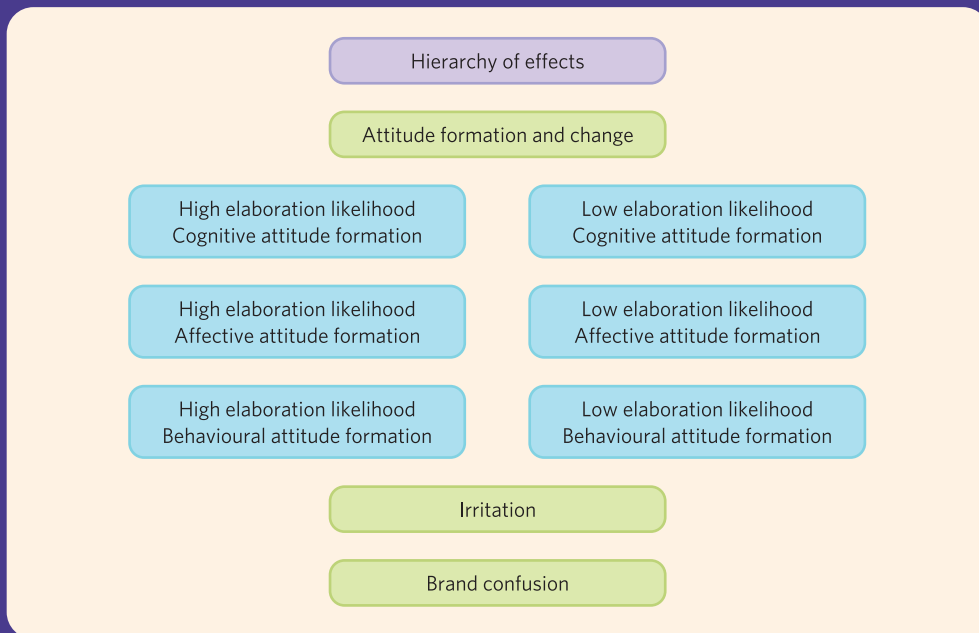 Hierarchy of effects
Attitude formation and change
High elaboration likelihood
Cognitive attitude formation
Low elaboration likelihood
Cognitive attitude formation
High elaboration likelihood
Affective attitude formation
Low elaboration likelihood
Affective attitude formation
High elaboration likelihood
Behavioural attitude formation
Low elaboration likelihood
Behavioural attitude formation
Irritation
Brand confusion